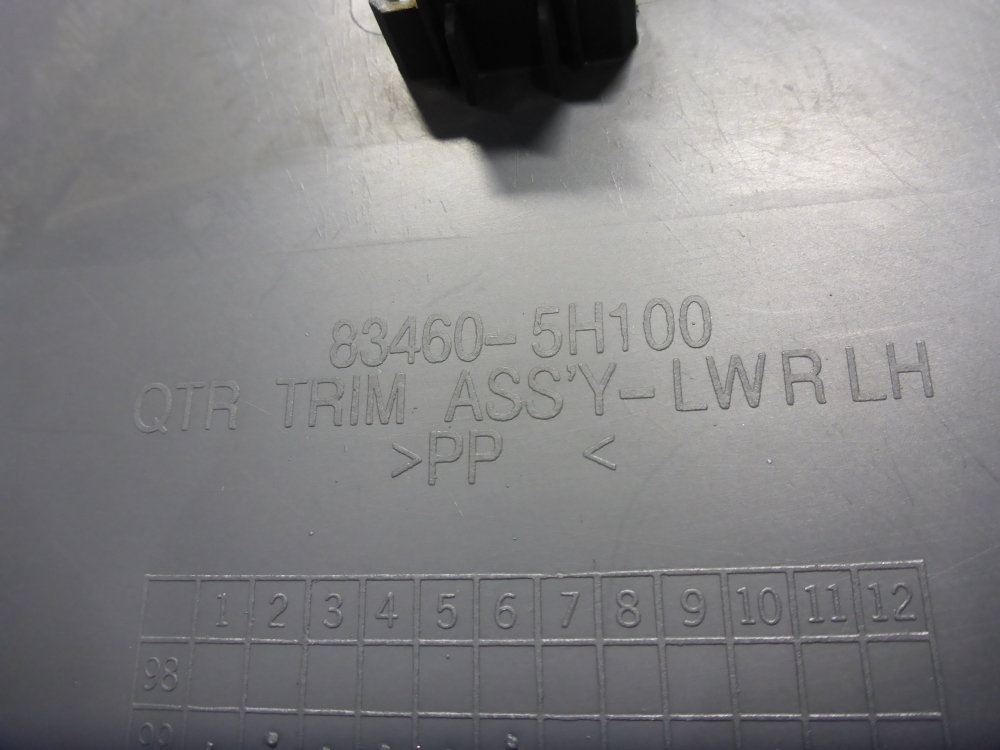 83460-5H100
QTR TRIM ASS'Y-LWR LH
>PP <
1 2 3 4 5 6 7 8 9 10 11 12
98
99